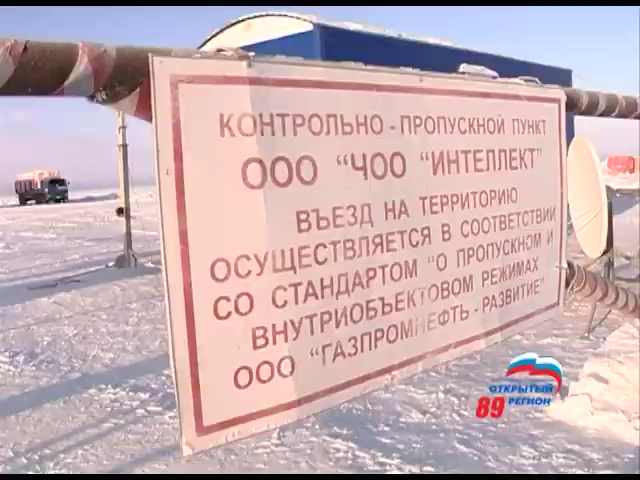 КОНТРОЛЬНО - ПРОПУСКНОЙ ПУНКТ
ООО "ЧОО "ИНТЕЛЛЕКТ"
ВЪЕЗД НА ТЕРРИТОРИЮ
ОСУЩЕСТВЛЯЕТСЯ В СООТВЕТСТВИИ
СО СТАНДАРТОМ "О ПРОПУСКНОМ И
ВНУТРИОБЪЕКТОВОМ РЕЖИМАХ
ООО "ГАЗПРОМНЕФТЬ - РАЗВИТИЕ"
ОТКРЫТЫЙ
89 РЕГИОН